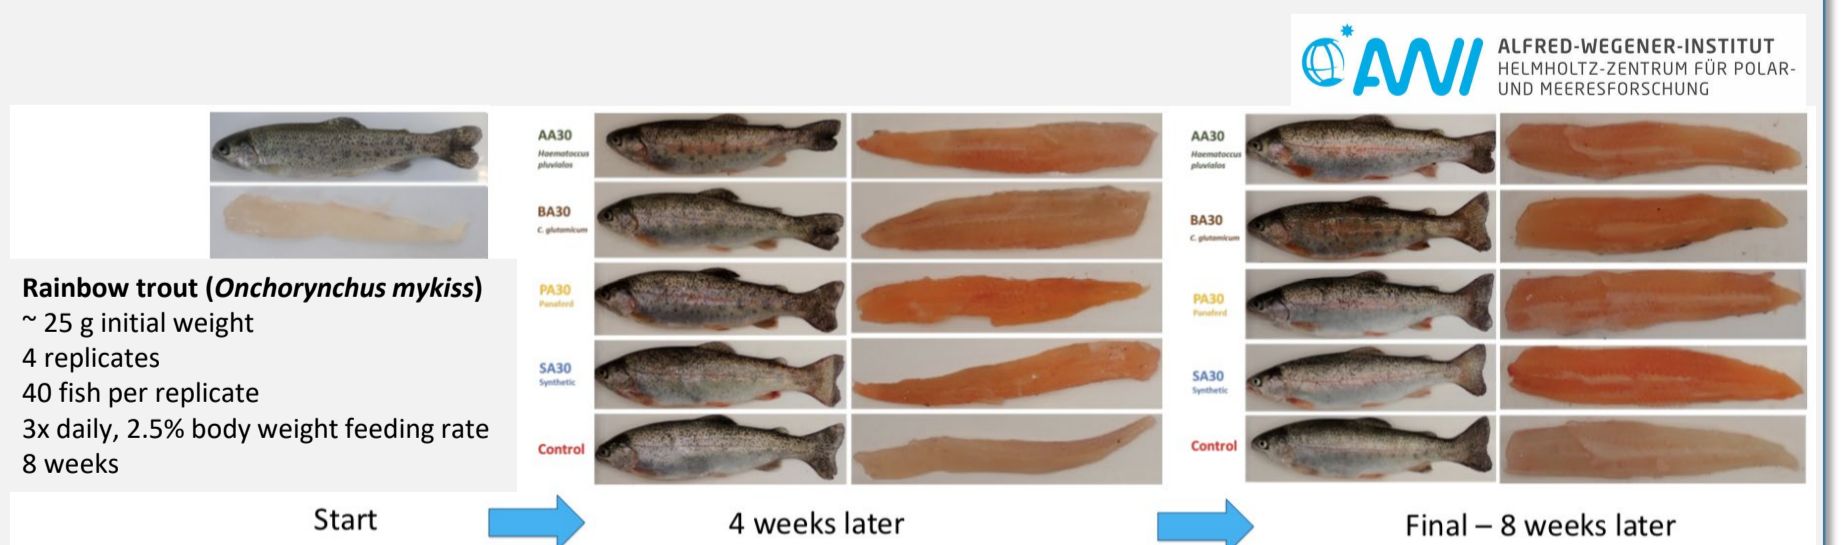 AWI
ALFRED-WEGENER-INSTITUT
HELMHOLTZ-ZENTRUM FÜR POLAR-
UND MEERESFORSCHUNG
Rainbow trout (Onchorynchus mykiss)
~ 25 g initial weight
4 replicates
40 fish per replicate
3x daily, 2.5% body weight feeding rate
8 weeks
Start
AA30
Haematoccus
pluvialos
BA30
C. glutamicum
PA30
Panaferd
SA30
Synthetic
Control
4 weeks later
AA30
Haematoccus
pluvialos
BA30
C. glutamicum
PA30
Panaferd
SA30
Synthetic
Control
Final – 8 weeks later